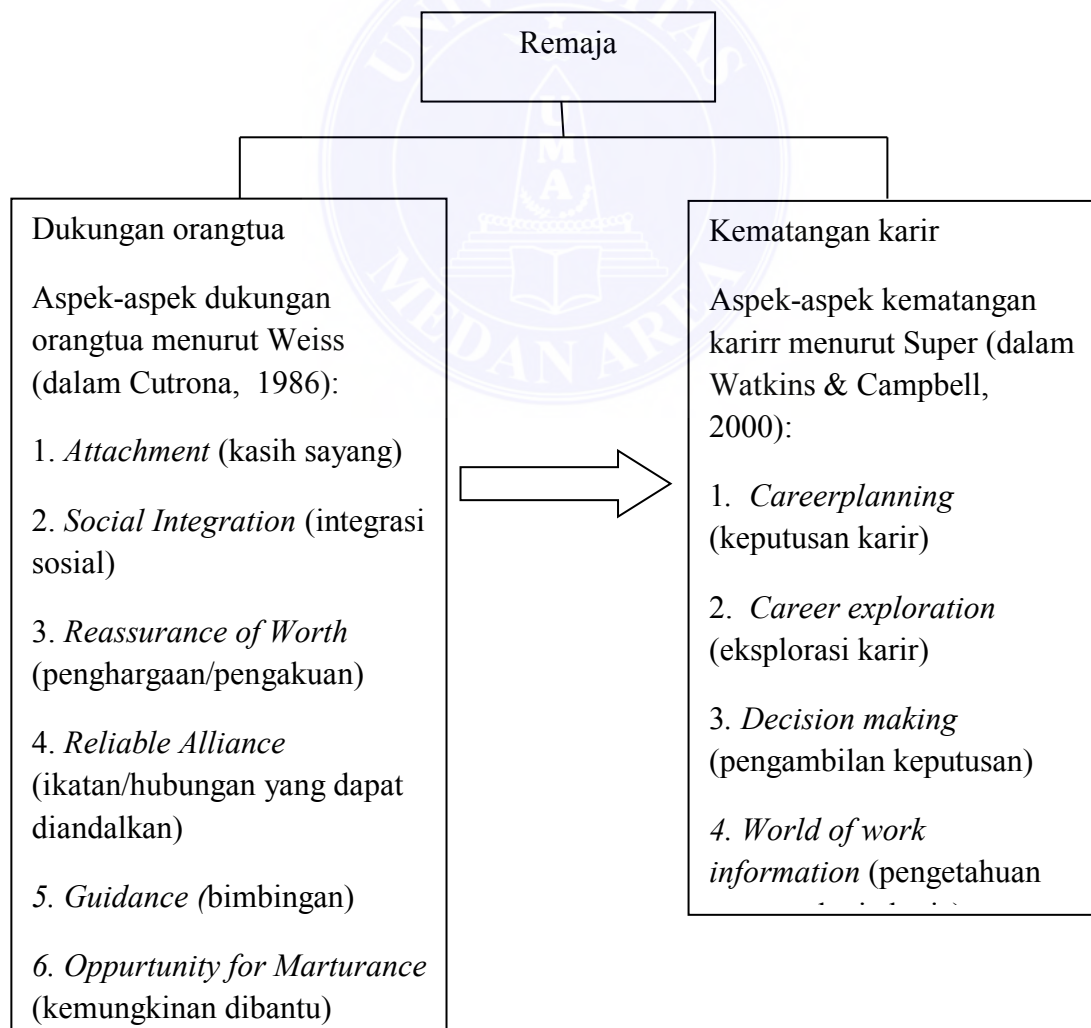 UNIVERSITAS
UMA
MEDAN AREA
Remaja
Dukungan orangtua
Aspek-aspek dukungan
orangtua menurut Weiss
(dalam Cutrona, 1986):
1. Attachment (kasih sayang)
2. Social Integration (integrasi
sosial)
3. Reassurance of Worth
(penghargaan/pengakuan)
4. Reliable Alliance
(ikatan/hubungan yang dapat
diandalkan)
5. Guidance (bimbingan)
6. Oppurtunity for Marturance
(kemungkinan dibantu)
Kematangan karir
Aspek-aspek kematangan
karirr menurut Super (dalam
Watkins & Campbell,
2000):
1. Careerplanning
(keputusan karir)
2. Career exploration
(eksplorasi karir)
3. Decision making
(pengambilan keputusan)
4. World of work
information (pengetahuan